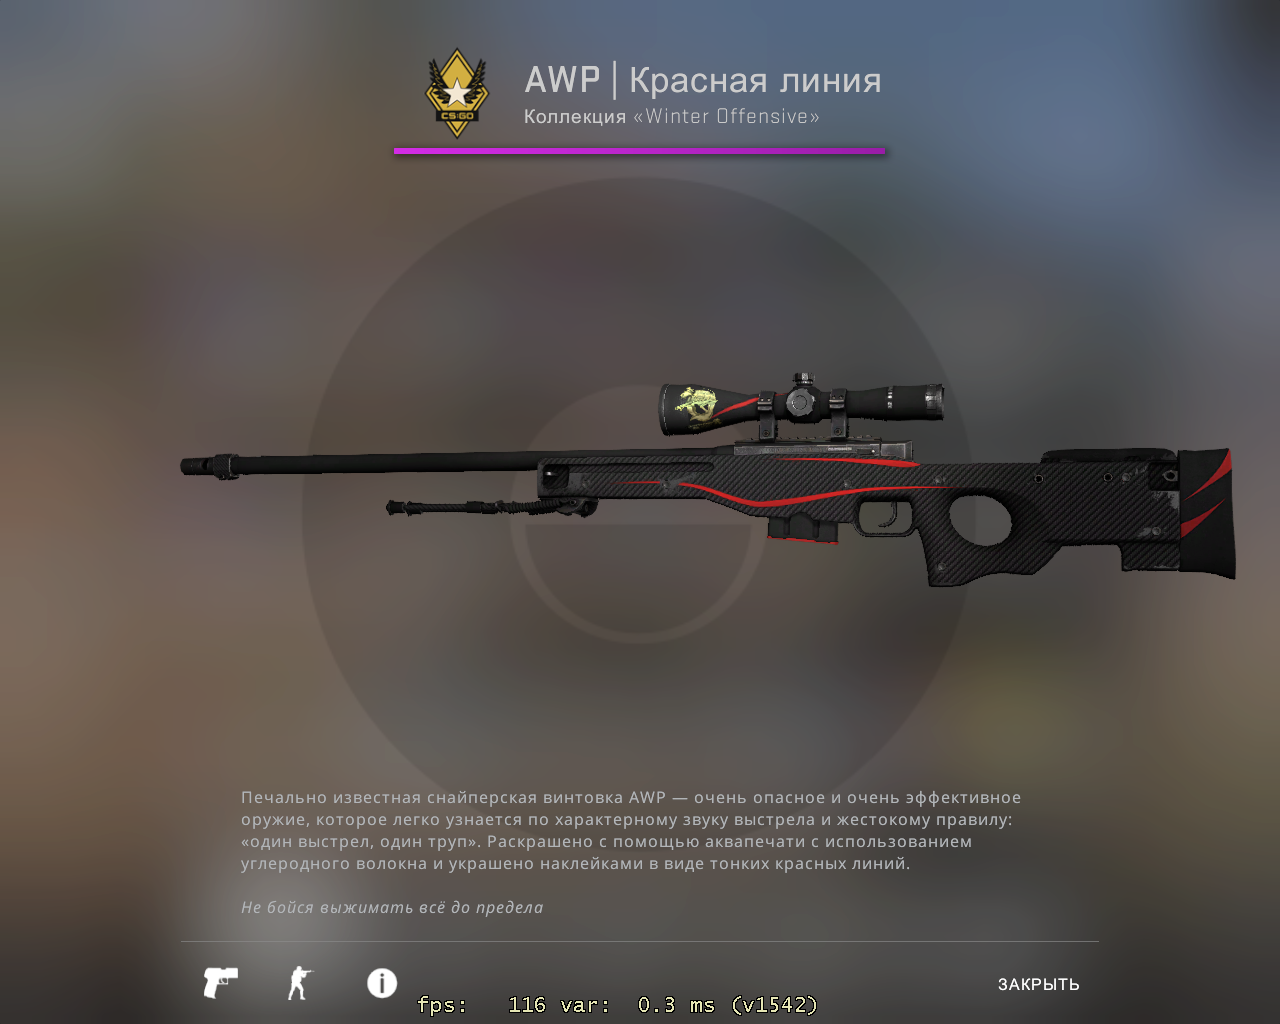 CS:GO
AWP | Красная линия
Коллекция «Winter Offensive»
Печально известная снайперская винтовка AWP — очень опасное и очень эффективное
оружие, которое легко узнается по характерному звуку выстрела и жестокому правилу:
«один выстрел, один труп». Раскрашено с помощью аквапечати с использованием
углеродного волокна и украшено наклейками в виде тонких красных линий.
Не бойся выжимать всё до предела
ЗАКРЫТЬ
fps: 116 var: 0.3 ms (v1542)